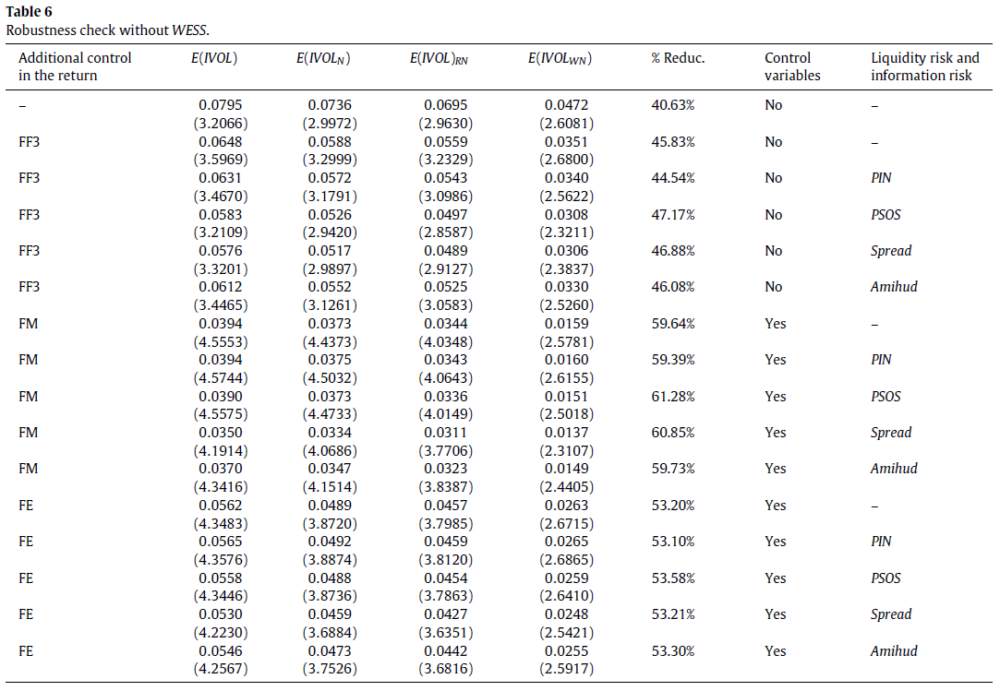 Table 6
Robustness check without WESS.
Additional control in the return E(IVOL) E(IVOL_N) E(IVOL)_RN E(IVOL_WN) % Reduc. Control variables Liquidity risk and information risk
– 0.0795 0.0736 0.0695 0.0472 40.63% No –
(3.2066) (2.9972) (2.9630) (2.6081)
FF3 0.0648 0.0588 0.0559 0.0351 45.83% No –
(3.5969) (3.2999) (3.2329) (2.6800)
FF3 0.0631 0.0572 0.0543 0.0340 44.54% No PIN
(3.4670) (3.1791) (3.0986) (2.5622)
FF3 0.0583 0.0526 0.0497 0.0308 47.17% No PSOS
(3.2109) (2.9420) (2.8587) (2.3211)
FF3 0.0576 0.0517 0.0489 0.0306 46.88% No Spread
(3.3201) (2.9897) (2.9127) (2.3837)
FF3 0.0612 0.0552 0.0525 0.0330 46.08% No Amihud
(3.4465) (3.1261) (3.0583) (2.5260)
FM 0.0394 0.0373 0.0344 0.0159 59.64% Yes –
(4.5553) (4.4373) (4.0348) (2.5781)
FM 0.0394 0.0375 0.0343 0.0160 59.39% Yes PIN
(4.5744) (4.5032) (4.0643) (2.6155)
FM 0.0390 0.0373 0.0336 0.0151 61.28% Yes PSOS
(4.5575) (4.4733) (4.0149) (2.5018)
FM 0.0350 0.0334 0.0311 0.0137 60.85% Yes Spread
(4.1914) (4.0686) (3.7706) (2.3107)
FM 0.0370 0.0347 0.0323 0.0149 59.73% Yes Amihud
(4.3416) (4.1514) (3.8387) (2.4405)
FE 0.0562 0.0489 0.0457 0.0263 53.20% Yes –
(4.3483) (3.8720) (3.7985) (2.6715)
FE 0.0565 0.0492 0.0459 0.0265 53.10% Yes PIN
(4.3576) (3.8874) (3.8120) (2.6865)
FE 0.0558 0.0488 0.0454 0.0259 53.58% Yes PSOS
(4.3446) (3.8736) (3.7863) (2.6410)
FE 0.0530 0.0459 0.0427 0.0248 53.21% Yes Spread
(4.2230) (3.6884) (3.6351) (2.5421)
FE 0.0546 0.0473 0.0442 0.0255 53.30% Yes Amihud
(4.2567) (3.7526) (3.6816) (2.5917)